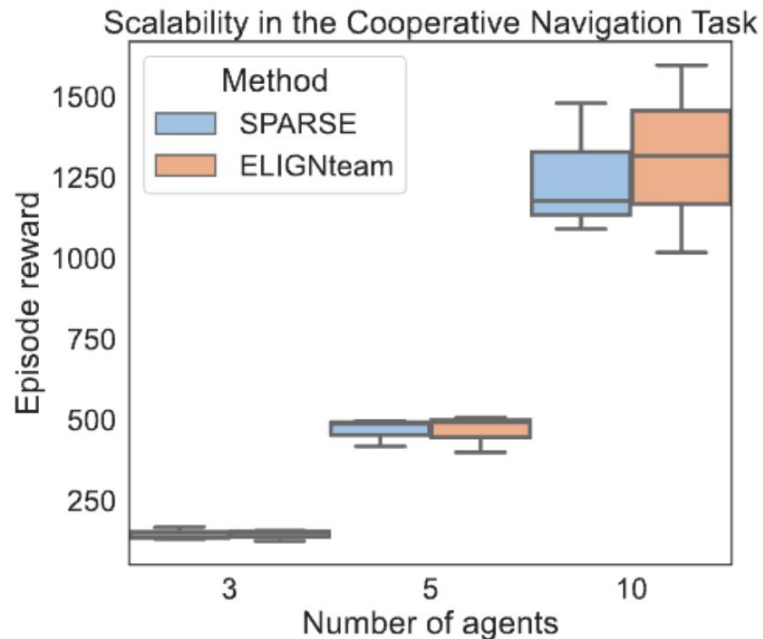 Scalability in the Cooperative Navigation Task
Method
SPARSE
ELIGNteam
Episode reward
1500
1250
1000
750
500
250
3 5 10
Number of agents